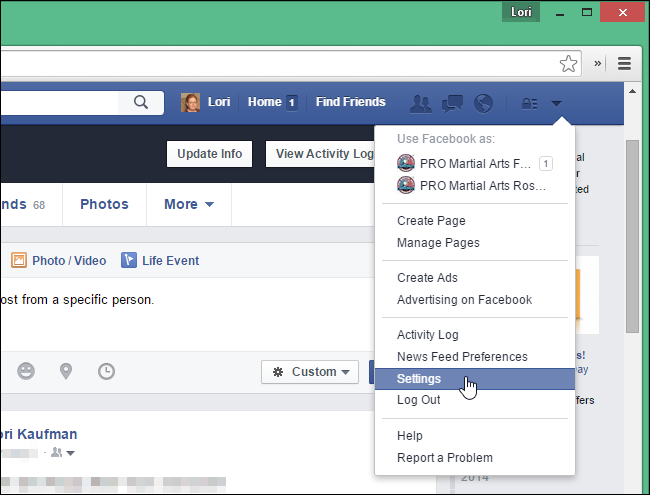 Lori
»
Lori Home 1 Find Friends
Update Info View Activity Log
nds 68 Photos More
Photo / Video Life Event
ost from a specific person.
Custom
ori Kaufman
Use Facebook as:
PRO Martial Arts F... 1
PRO Martial Arts Ros...
Create Page
Manage Pages
Create Ads
Advertising on Facebook
Activity Log
News Feed Preferences
Settings
Log Out
Help
Report a Problem
al
r
ted
s!
ay
ffers
2014